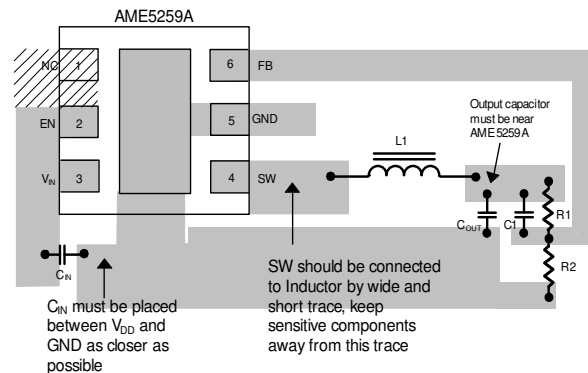 AME5259A
NC 1 6 FB
EN 2 5 GND
VIN 3 4 SW
Output capacitor
must be near
AME5259A
L1
COUT C1 R1
R2
CIN
CIN must be placed
between VDD and
GND as closer as
possible
SW should be connected
to Inductor by wide and
short trace, keep
sensitive components
away from this trace